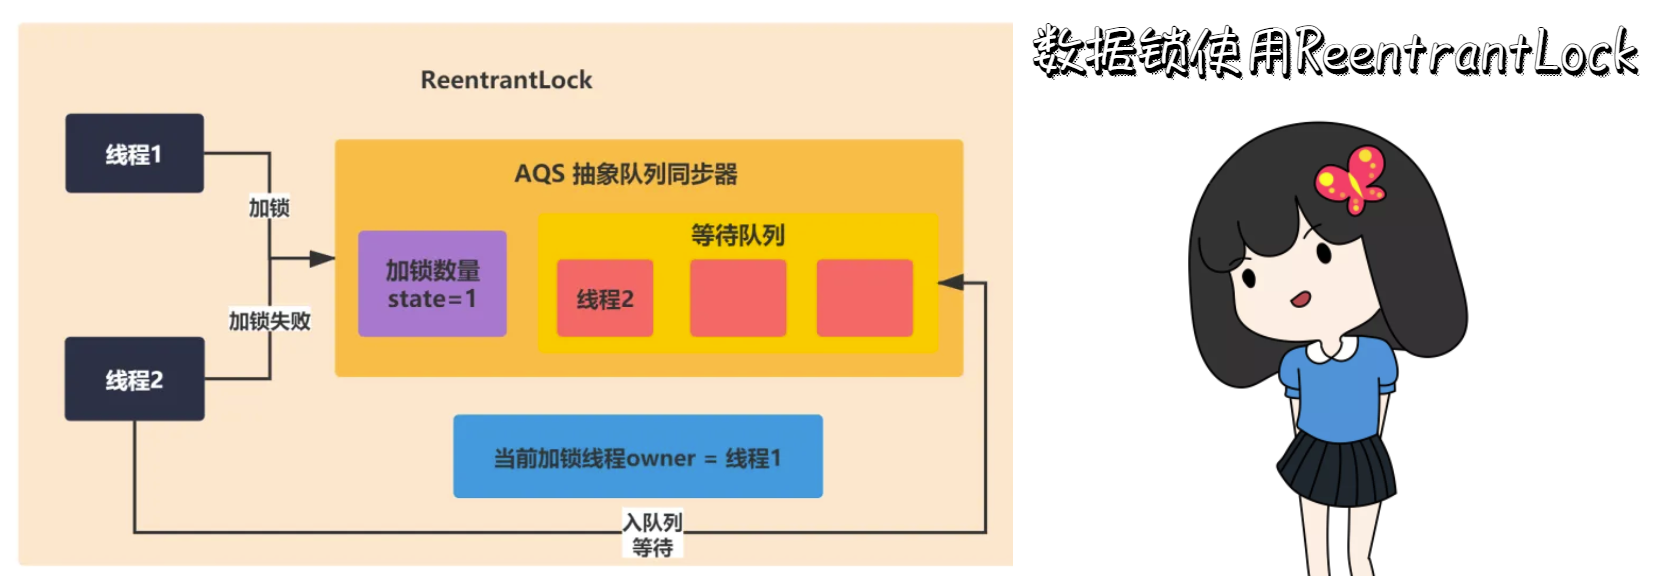 数据锁使用ReentrantLock
ReentrantLock
线程1
加锁
AQS 抽象队列同步器
等待队列
加锁数量
state=1
线程2
加锁失败
线程2
当前加锁线程owner = 线程1
入队列
等待